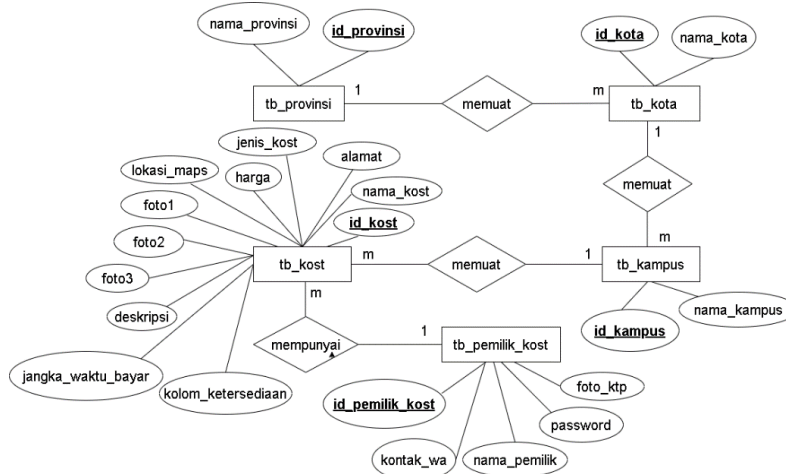 nama_provinsi
id_provinsi
id_kota
nama_kota
tb_provinsi
1
memuat
m
tb_kota
1
jenis_kost
alamat
lokasi_maps
harga
nama_kost
memuat
foto1
id_kost
foto2
m
tb_kost
m
memuat
1
tb_kampus
foto3
m
deskripsi
nama_kampus
id_kampus
mempunyai
1
tb_pemilik_kost
jangka_waktu_bayar
kolom_ketersediaan
foto_ktp
id_pemilik_kost
password
kontak_wa
nama_pemilik